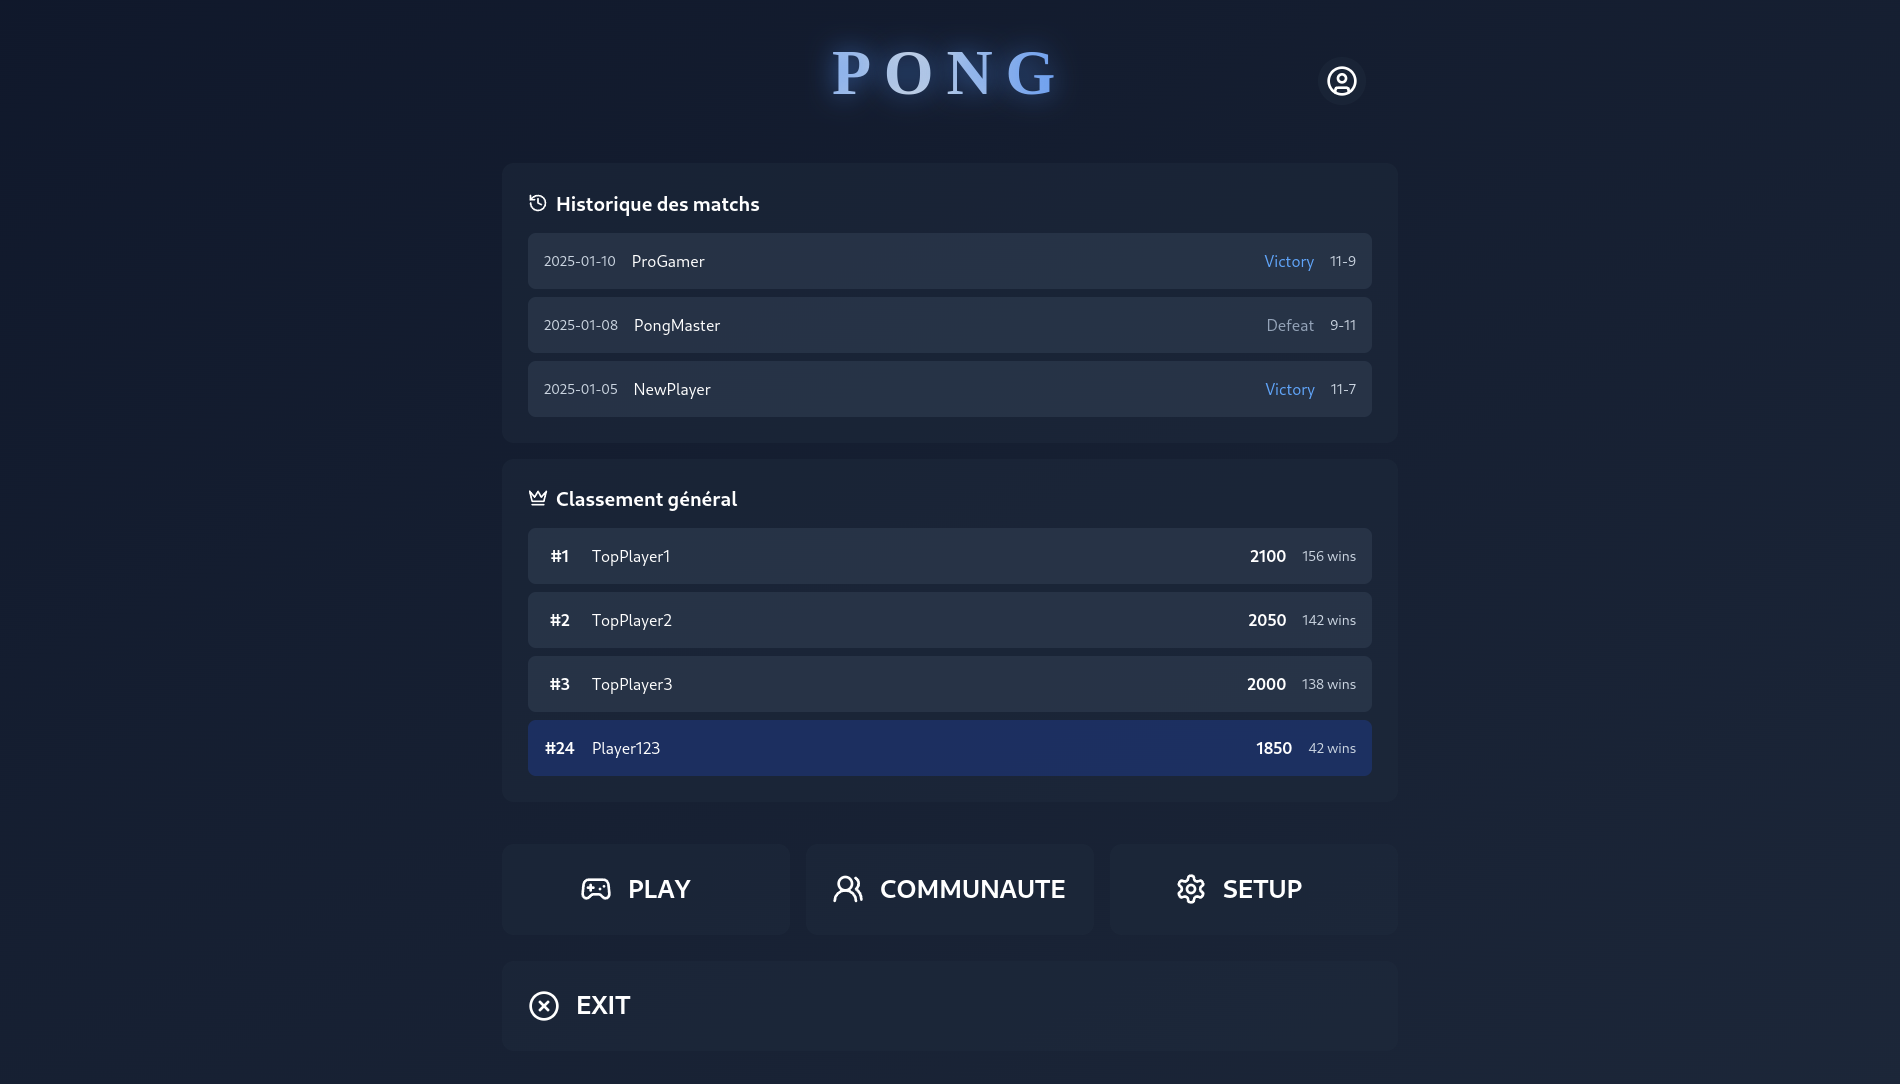 PONG
Historique des matchs
2025-01-10 ProGamer Victory 11-9
2025-01-08 PongMaster Defeat 9-11
2025-01-05 NewPlayer Victory 11-7
Classement général
#1 TopPlayer1 2100 156 wins
#2 TopPlayer2 2050 142 wins
#3 TopPlayer3 2000 138 wins
#24 Player123 1850 42 wins
PLAY COMMUNAUTE SETUP
EXIT